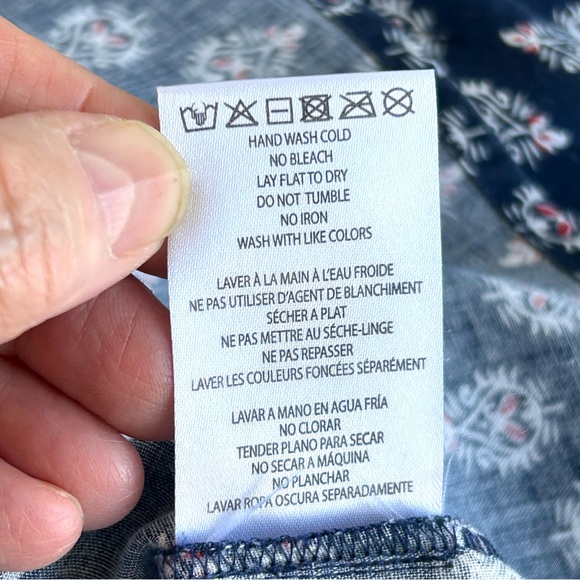 HAND WASH COLD
NO BLEACH
LAY FLAT TO DRY
DO NOT TUMBLE
NO IRON
WASH WITH LIKE COLORS
LAVER À LA MAIN À L'EAU FROIDE
NE PAS UTILISER D'AGENT DE BLANCHIMENT
SÉCHER A PLAT
NE PAS METTRE AU SÉCHE-LINGE
NE PAS REPASSER
LAVER LES COULEURS FONCÉES SÉPARÉMENT
LAVAR A MANO EN AGUA FRÍA
NO CLORAR
TENDER PLANO PARA SECAR
NO SECAR A MÁQUINA
NO PLANCHAR
LAVAR ROPA OSCURA SEPARADAMENTE